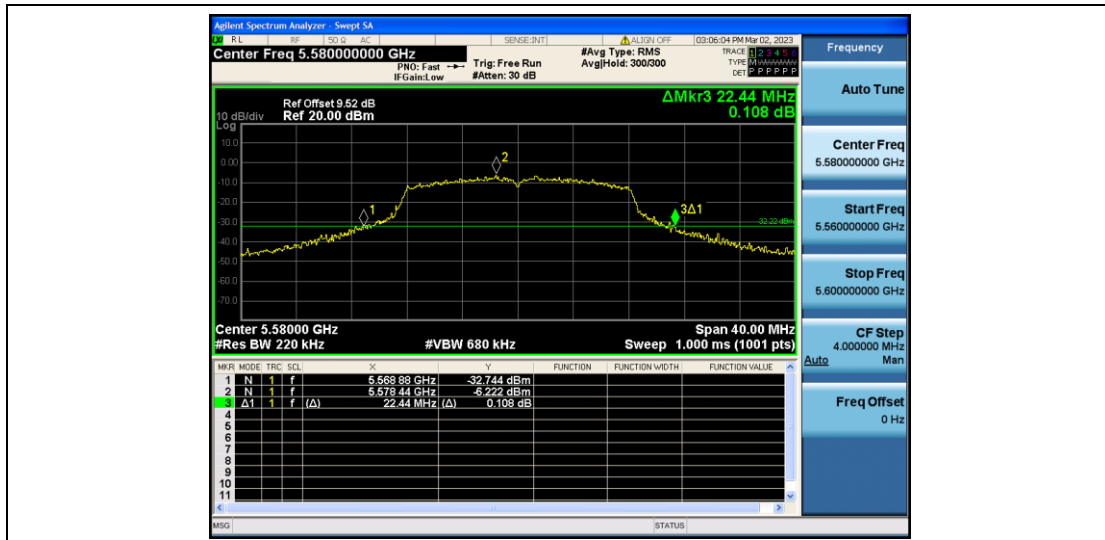 Agilent Spectrum Analyzer - Swept SA
RL RF 50 Ω AC SENSE:INT ALIGN OFF 03:06:04 PM Mar 02, 2023
Center Freq 5.580000000 GHz
PNO: Fast
IFGain:Low
Trig: Free Run
#Atten: 30 dB
#Avg Type: RMS
Avg|Hold: 300/300
TRACE 1 2 3 4 5 6
TYPE M
DET P P P P P P
Ref Offset 9.52 dB
Ref 20.00 dBm
10 dB/div
Log
ΔMkr3 22.44 MHz
0.108 dB
10.0
0.00
-10.0
-20.0
-30.0
-40.0
-50.0
-60.0
-70.0
1
2
3Δ1
-32.22 dBm
Center 5.58000 GHz Span 40.00 MHz
#Res BW 220 kHz #VBW 680 kHz Sweep 1.000 ms (1001 pts)
MKR MODE TRC SCL X Y FUNCTION FUNCTION WIDTH FUNCTION VALUE
1 N 1 f 5.568 88 GHz -32.744 dBm
2 N 1 f 5.578 44 GHz -6.222 dBm
3 Δ1 1 f (Δ) 22.44 MHz (Δ) 0.108 dB
4
5
6
7
8
9
10
11
MSG STATUS
Frequency
Auto Tune
Center Freq
5.580000000 GHz
Start Freq
5.560000000 GHz
Stop Freq
5.600000000 GHz
CF Step
4.000000 MHz
Auto Man
Freq Offset
0 Hz